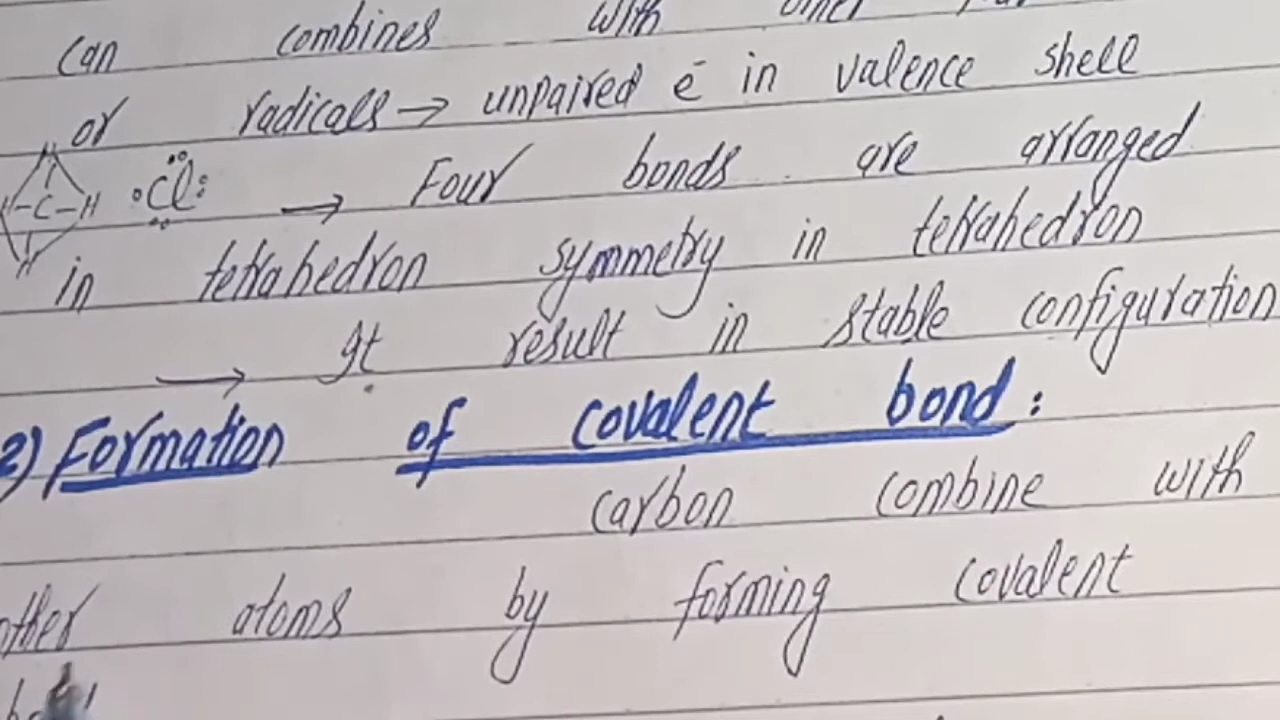 can combines with other
or radicals → unpaired ē in valence shell
H-C-H :Cl: → Four bonds are arranged
in tetrahedron symmetry in tetrahedron
→ It result in stable configuration
2) Formation of covalent bond:
carbon combine with
other atoms by forming covalent